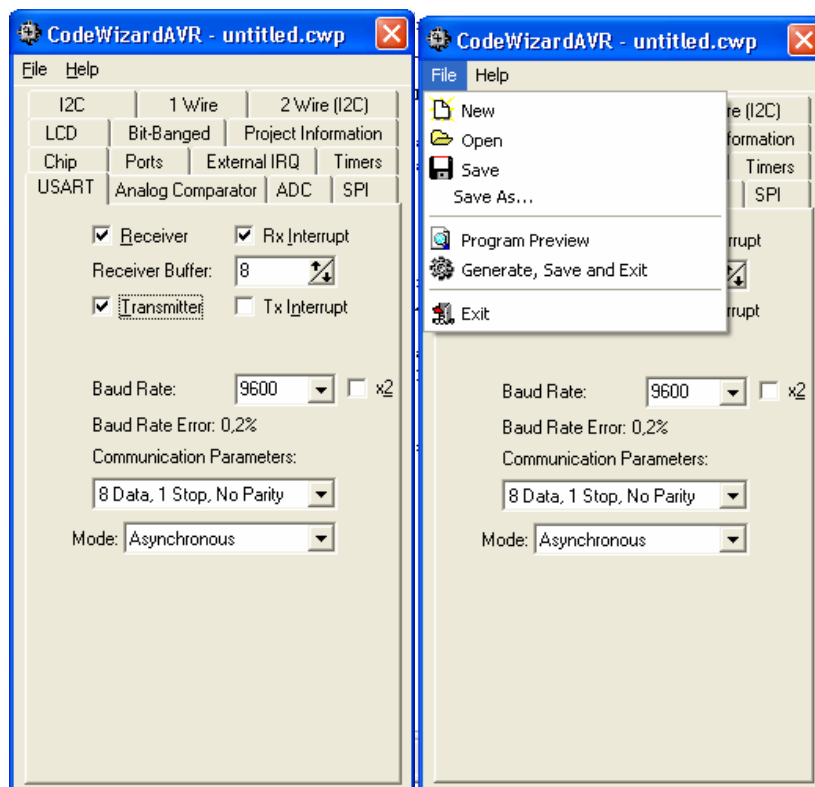 CodeWizardAVR - untitled.cwp
File Help
I2C 1 Wire 2 Wire (I2C)
LCD Bit-Banged Project Information
Chip Ports External IRQ Timers
USART Analog Comparator ADC SPI
Receiver Rx Interrupt
Receiver Buffer: 8
Transmitter Tx Interrupt
Baud Rate: 9600 x2
Baud Rate Error: 0,2%
Communication Parameters:
8 Data, 1 Stop, No Parity
Mode: Asynchronous
CodeWizardAVR - untitled.cwp
File Help
New
Open
Save
Save As...
Program Preview
Generate, Save and Exit
Exit
re (I2C)
formation
Timers
SPI
rrupt
rrupt
Baud Rate: 9600 x2
Baud Rate Error: 0,2%
Communication Parameters:
8 Data, 1 Stop, No Parity
Mode: Asynchronous